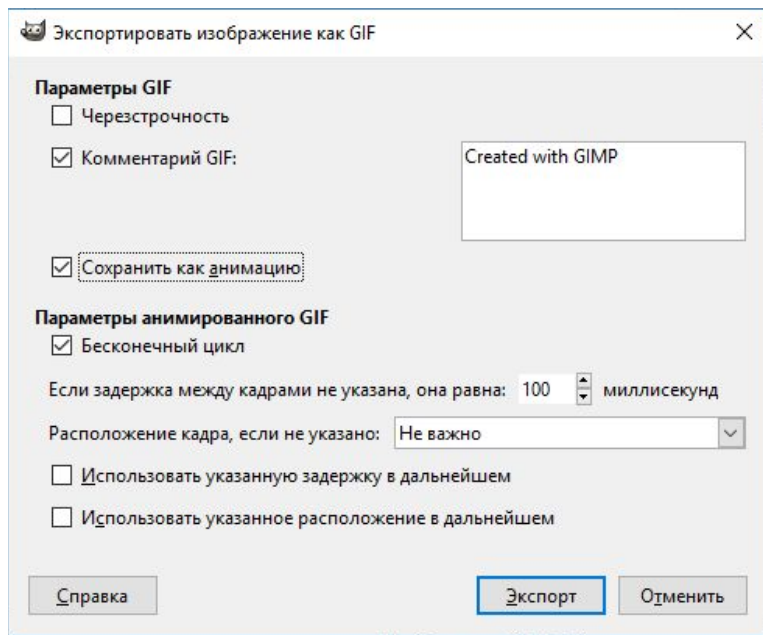 Экспортировать изображение как GIF
Параметры GIF
Черезстрочность
Комментарий GIF:
Created with GIMP
Сохранить как анимацию
Параметры анимированного GIF
Бесконечный цикл
Если задержка между кадрами не указана, она равна: 100 миллисекунд
Расположение кадра, если не указано: Не важно
Использовать указанную задержку в дальнейшем
Использовать указанное расположение в дальнейшем
Справка Экспорт Отменить